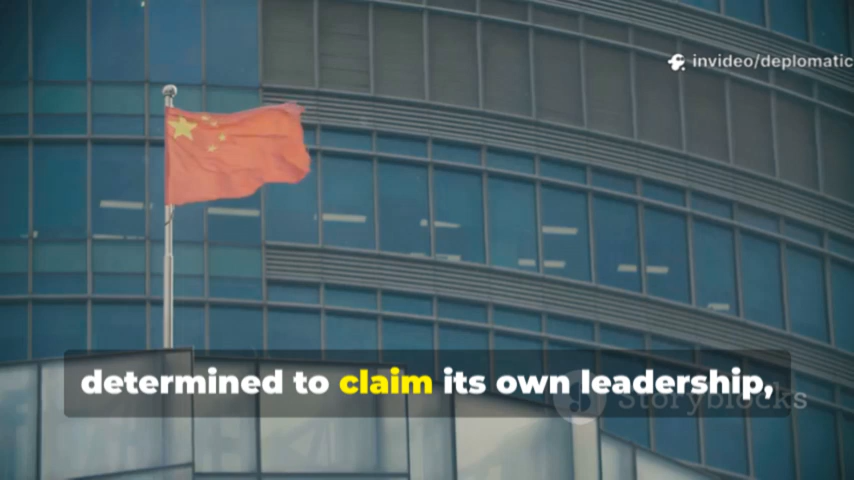 invideo/deplomatic
determined to claim its own leadership,
Storyblocks